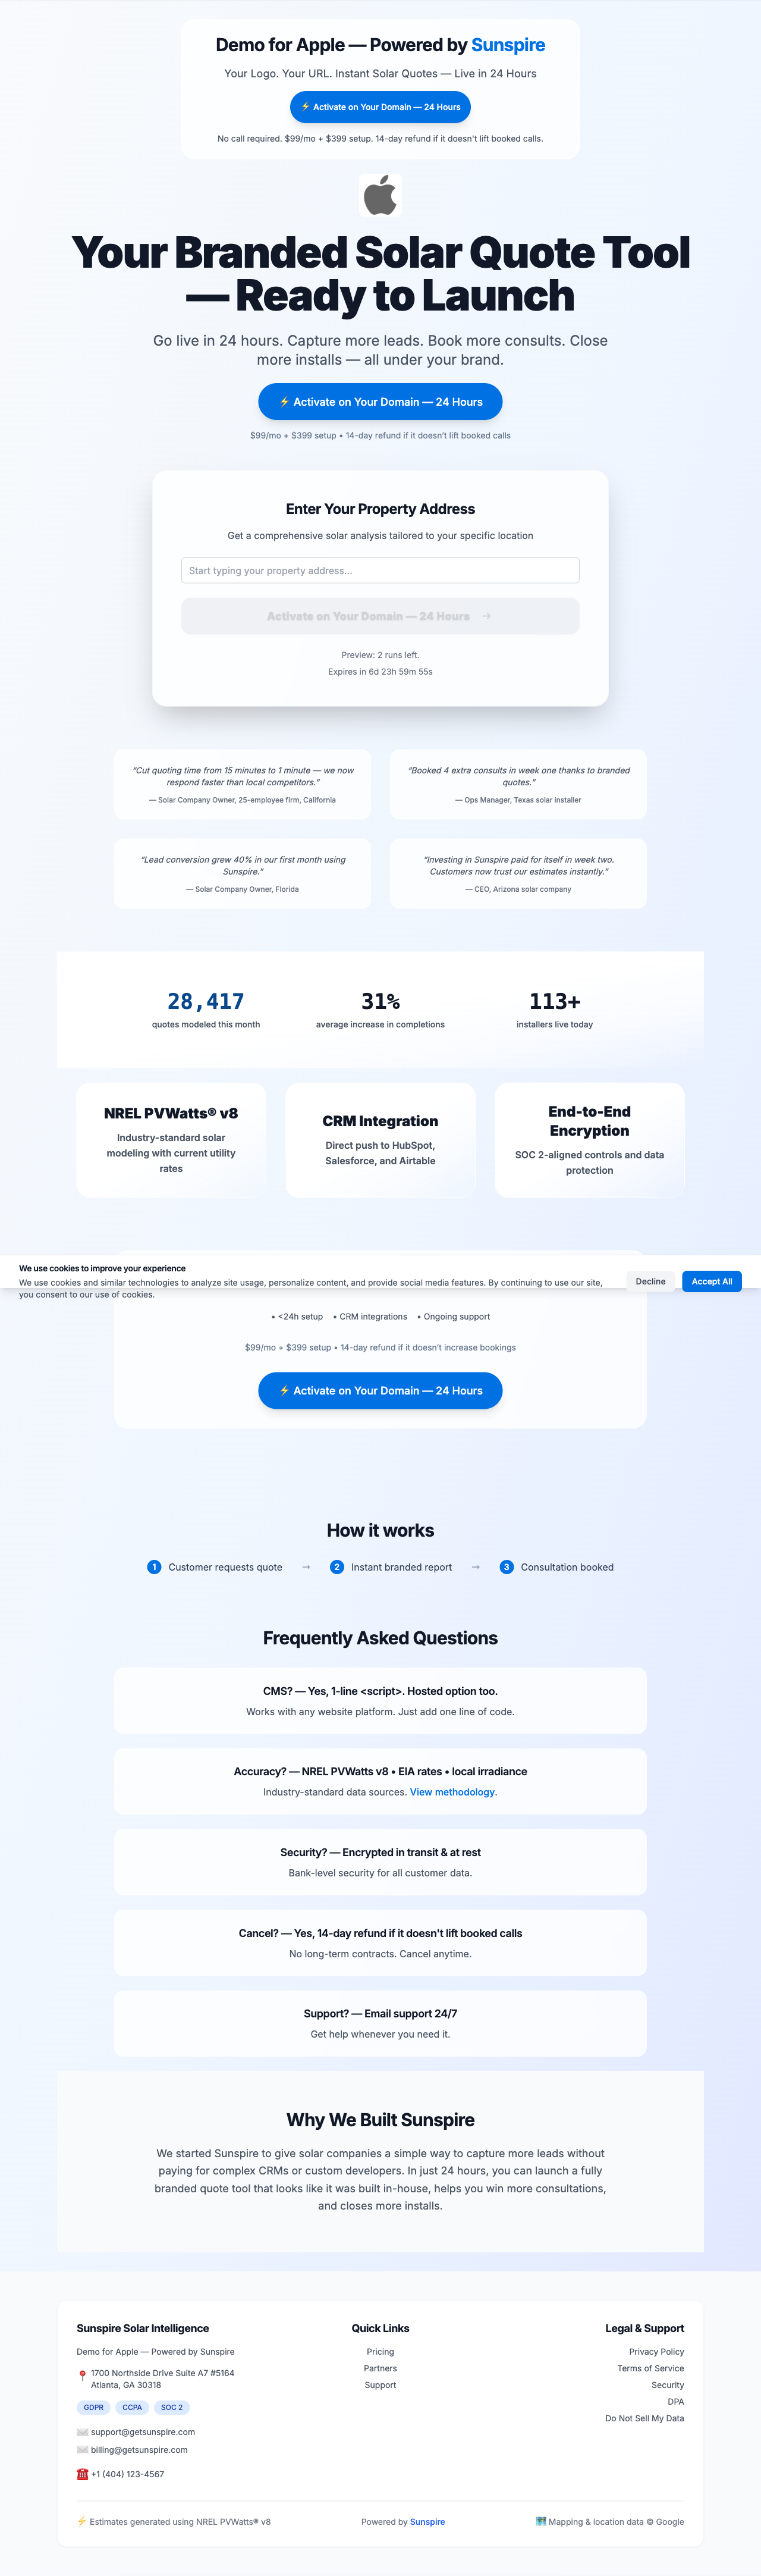 Demo for Apple — Powered by Sunspire
Your Logo. Your URL. Instant Solar Quotes — Live in 24 Hours
⚡ Activate on Your Domain — 24 Hours
No call required. $99/mo + $399 setup. 14-day refund if it doesn't lift booked calls.
Your Branded Solar Quote Tool
— Ready to Launch
Go live in 24 hours. Capture more leads. Book more consults. Close
more installs — all under your brand.
⚡ Activate on Your Domain — 24 Hours
$99/mo + $399 setup • 14-day refund if it doesn't lift booked calls
Enter Your Property Address
Get a comprehensive solar analysis tailored to your specific location
Start typing your property address...
Activate on Your Domain — 24 Hours →
Preview: 2 runs left.
Expires in 6d 23h 59m 55s
“Cut quoting time from 15 minutes to 1 minute — we now
respond faster than local competitors.”
— Solar Company Owner, 25-employee firm, California
“Booked 4 extra consults in week one thanks to branded
quotes.”
— Ops Manager, Texas solar installer
“Lead conversion grew 40% in our first month using
Sunspire.”
— Solar Company Owner, Florida
“Investing in Sunspire paid for itself in week two.
Customers now trust our estimates instantly.”
— CEO, Arizona solar company
28,417
quotes modeled this month
31%
average increase in completions
113+
installers live today
NREL PVWatts® v8
Industry-standard solar
modeling with current utility
rates
CRM Integration
Direct push to HubSpot,
Salesforce, and Airtable
End-to-End
Encryption
SOC 2-aligned controls and data
protection
We use cookies to improve your experience
We use cookies and similar technologies to analyze site usage, personalize content, and provide social media features. By continuing to use our site,
you consent to our use of cookies.
Decline
Accept All
• <24h setup • CRM integrations • Ongoing support
$99/mo + $399 setup • 14-day refund if it doesn't increase bookings
⚡ Activate on Your Domain — 24 Hours
How it works
1 Customer requests quote → 2 Instant branded report → 3 Consultation booked
Frequently Asked Questions
CMS? — Yes, 1-line <script>. Hosted option too.
Works with any website platform. Just add one line of code.
Accuracy? — NREL PVWatts v8 • EIA rates • local irradiance
Industry-standard data sources. View methodology.
Security? — Encrypted in transit & at rest
Bank-level security for all customer data.
Cancel? — Yes, 14-day refund if it doesn't lift booked calls
No long-term contracts. Cancel anytime.
Support? — Email support 24/7
Get help whenever you need it.
Why We Built Sunspire
We started Sunspire to give solar companies a simple way to capture more leads without
paying for complex CRMs or custom developers. In just 24 hours, you can launch a fully
branded quote tool that looks like it was built in-house, helps you win more consultations,
and closes more installs.
Sunspire Solar Intelligence
Demo for Apple — Powered by Sunspire
1700 Northside Drive Suite A7 #5164
Atlanta, GA 30318
GDPR CCPA SOC 2
support@getsunspire.com
billing@getsunspire.com
+1 (404) 123-4567
Quick Links
Pricing
Partners
Support
Legal & Support
Privacy Policy
Terms of Service
Security
DPA
Do Not Sell My Data
⚡ Estimates generated using NREL PVWatts® v8
Powered by Sunspire
Mapping & location data © Google